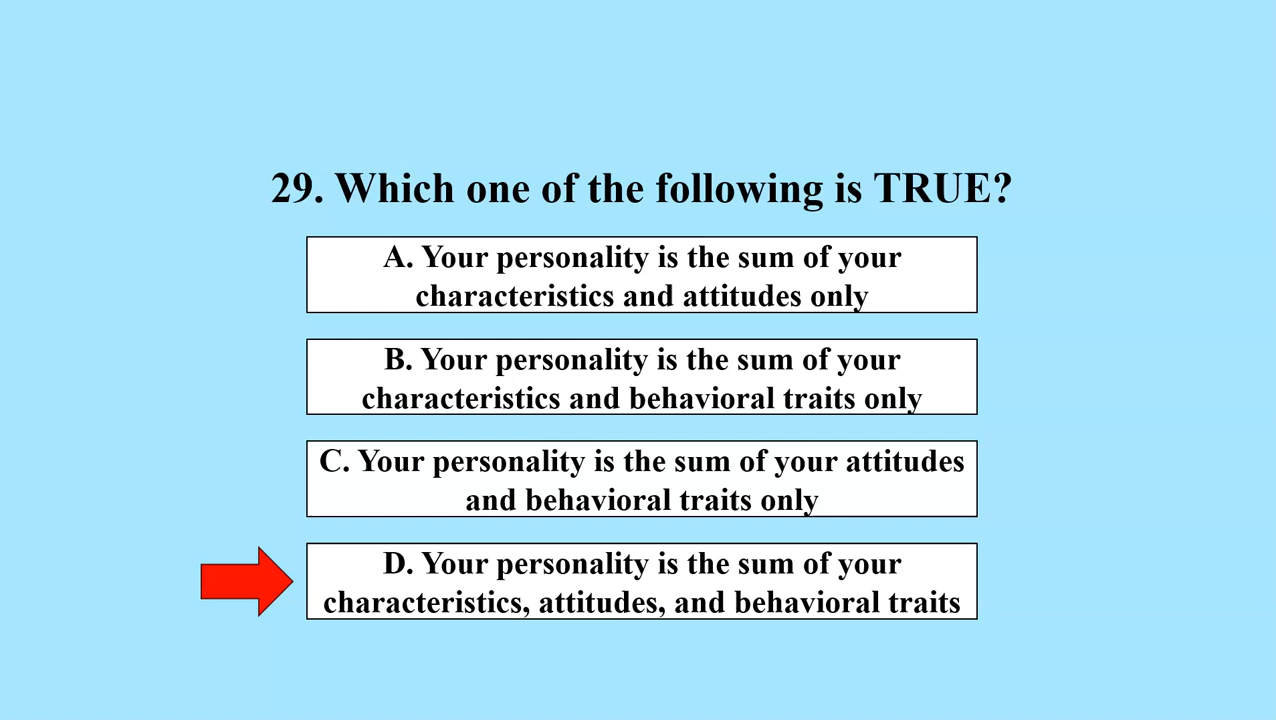 29. Which one of the following is TRUE?
A. Your personality is the sum of your
characteristics and attitudes only
B. Your personality is the sum of your
characteristics and behavioral traits only
C. Your personality is the sum of your attitudes
and behavioral traits only
D. Your personality is the sum of your
characteristics, attitudes, and behavioral traits